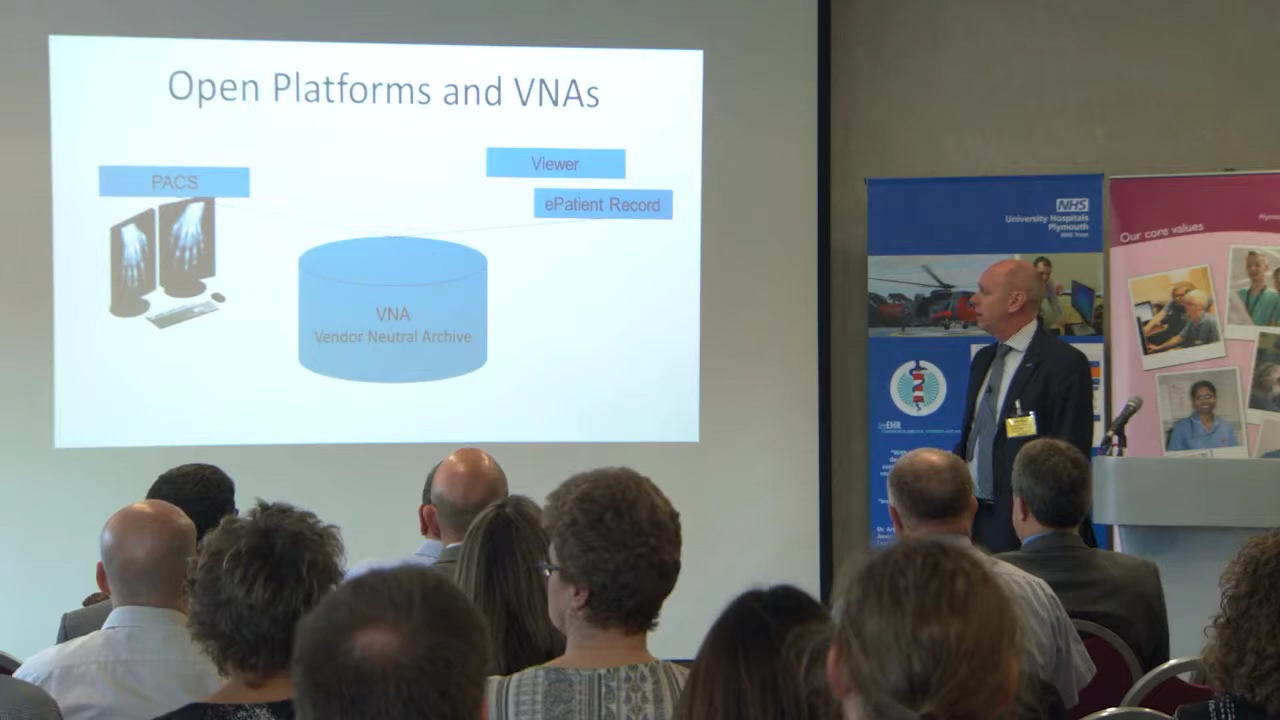 Open Platforms and VNAs
Viewer
PACS
ePatient Record
VNA
Vendor Neutral Archive
NHS
University Hospitals
Plymouth
NHS Trust
Our core values
EHR